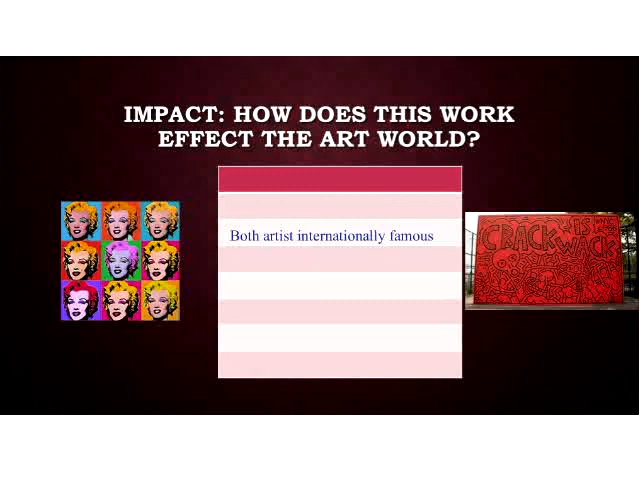 IMPACT: HOW DOES THIS WORK
EFFECT THE ART WORLD?
Both artist internationally famous
CRACK IS WACK